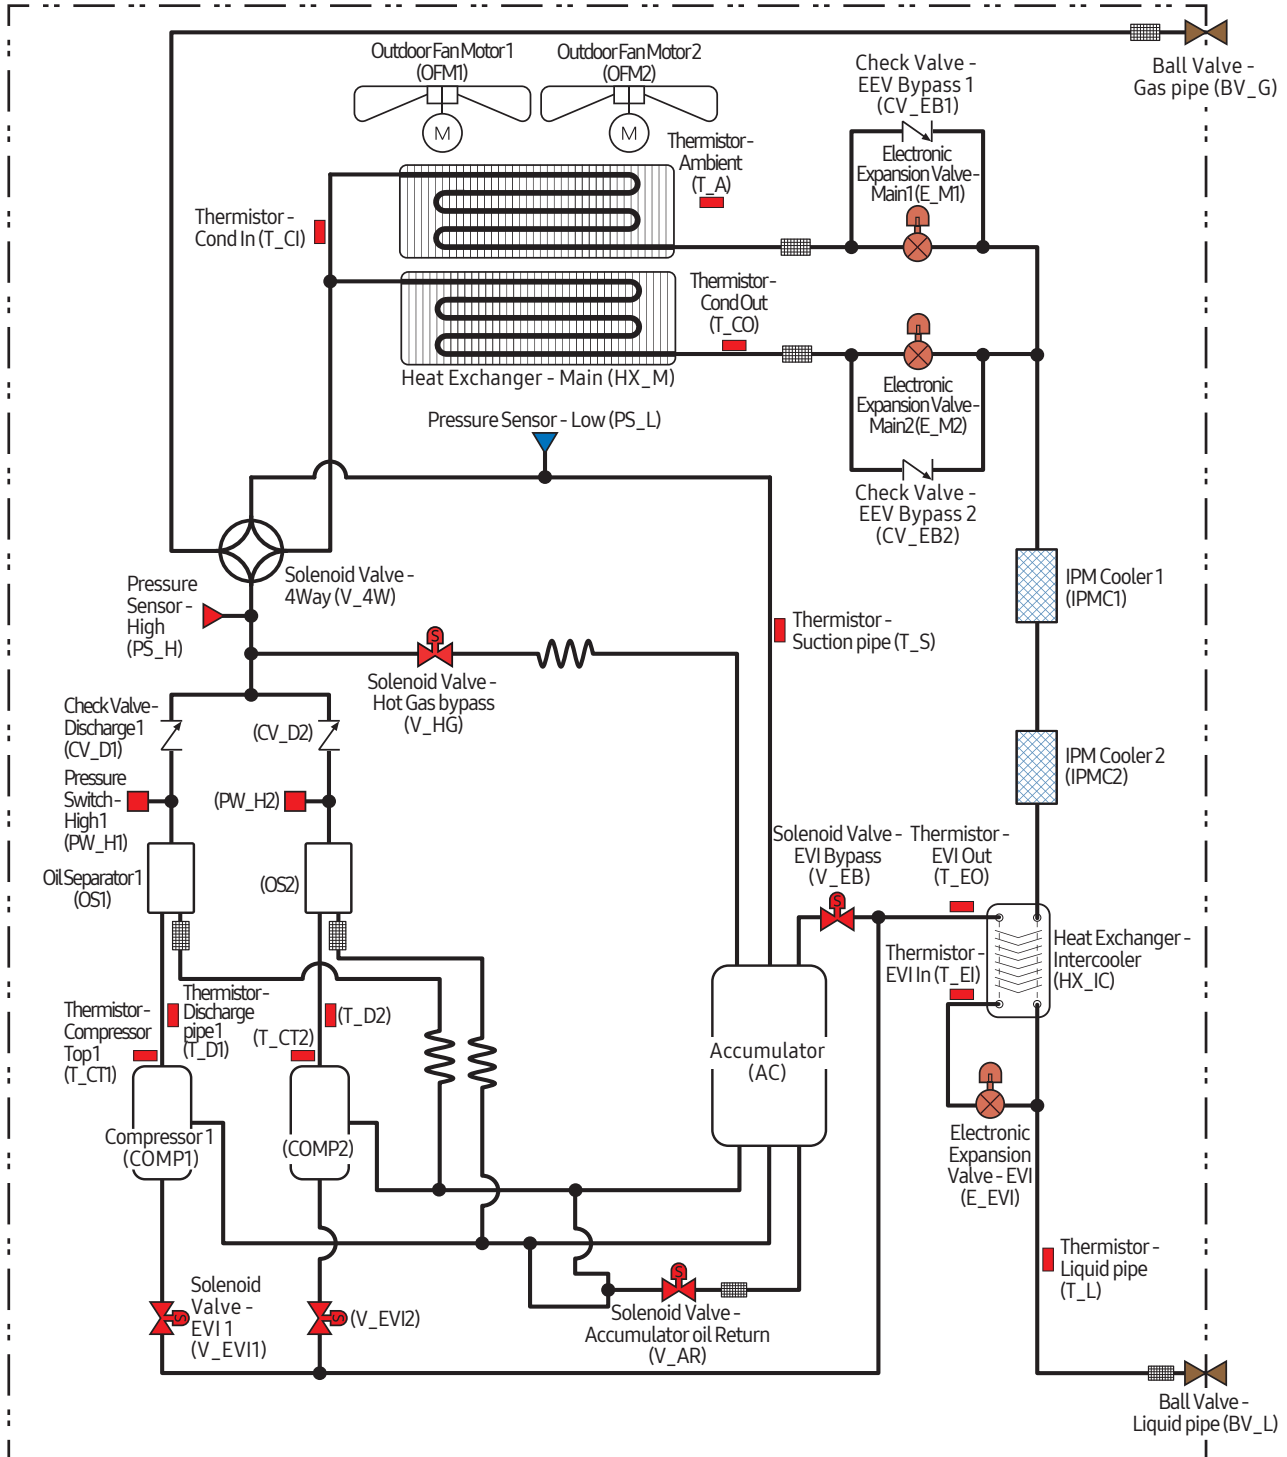 Outdoor Fan Motor 1
(OFM1)
Outdoor Fan Motor 2
(OFM2)
M
M
Check Valve -
EEV Bypass 1
(CV_EB1)
Ball Valve -
Gas pipe (BV_G)
Thermistor -
Ambient
(T_A)
Electronic
Expansion Valve -
Main1 (E_M1)
Thermistor -
Cond In (T_CI)
Thermistor -
Cond Out
(T_CO)
Heat Exchanger - Main (HX_M)
Electronic
Expansion Valve -
Main2 (E_M2)
Pressure Sensor - Low (PS_L)
Check Valve -
EEV Bypass 2
(CV_EB2)
Solenoid Valve -
4Way (V_4W)
Pressure
Sensor -
High
(PS_H)
IPM Cooler 1
(IPMC1)
Thermistor -
Suction pipe (T_S)
S
Solenoid Valve -
Hot Gas bypass
(V_HG)
Check Valve -
Discharge 1
(CV_D1)
(CV_D2)
IPM Cooler 2
(IPMC2)
Pressure
Switch -
High 1
(PW_H1)
(PW_H2)
Solenoid Valve -
EVI Bypass
(V_EB)
S
Thermistor -
EVI Out
(T_EO)
Oil Separator 1
(OS1)
(OS2)
Thermistor -
EVI In (T_EI)
Heat Exchanger -
Intercooler
(HX_IC)
Thermistor -
Compressor
Top 1
(T_CT1)
Thermistor -
Discharge
pipe 1
(T_D1)
(T_D2)
(T_CT2)
Accumulator
(AC)
Compressor 1
(COMP1)
(COMP2)
Electronic
Expansion
Valve - EVI
(E_EVI)
Thermistor -
Liquid pipe
(T_L)
Solenoid
Valve -
EVI 1
(V_EVI1)
S
S
(V_EVI2)
S
Solenoid Valve -
Accumulator oil Return
(V_AR)
Ball Valve -
Liquid pipe (BV_L)